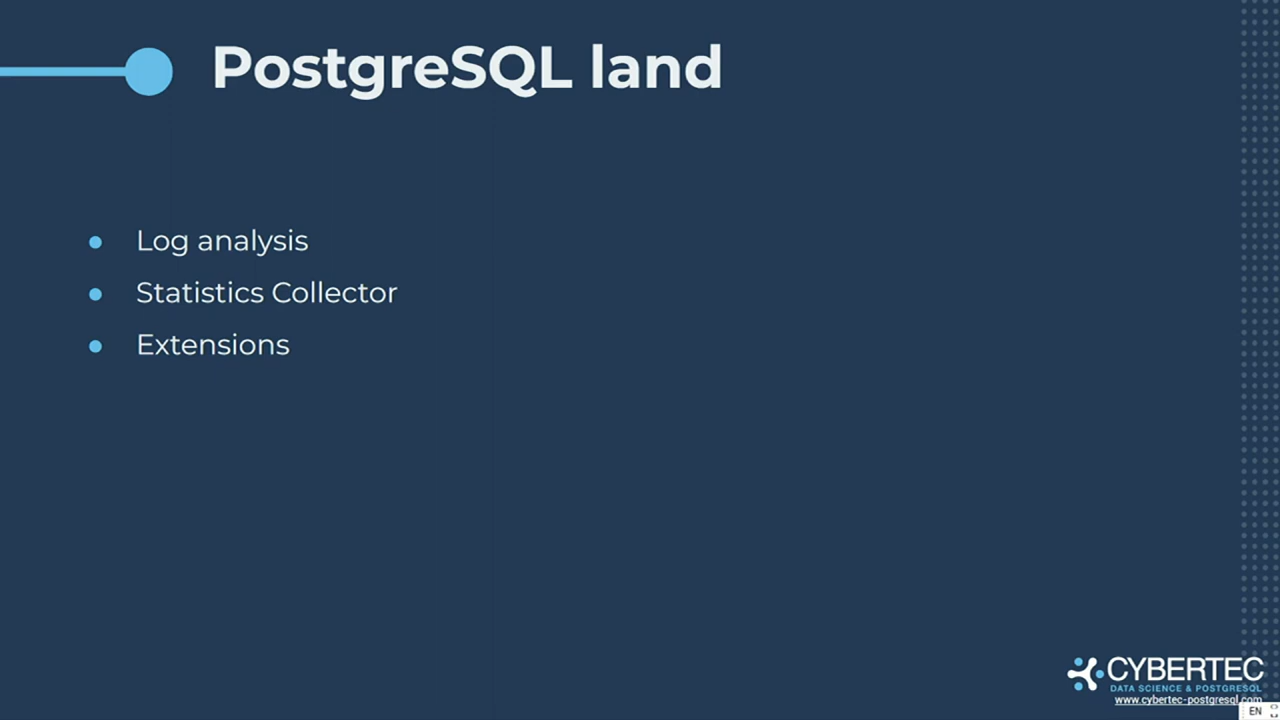 PostgreSQL land
Log analysis
Statistics Collector
Extensions
CYBERTEC
DATA SCIENCE & POSTGRESQL
www.cybertec-postgresql.com
EN